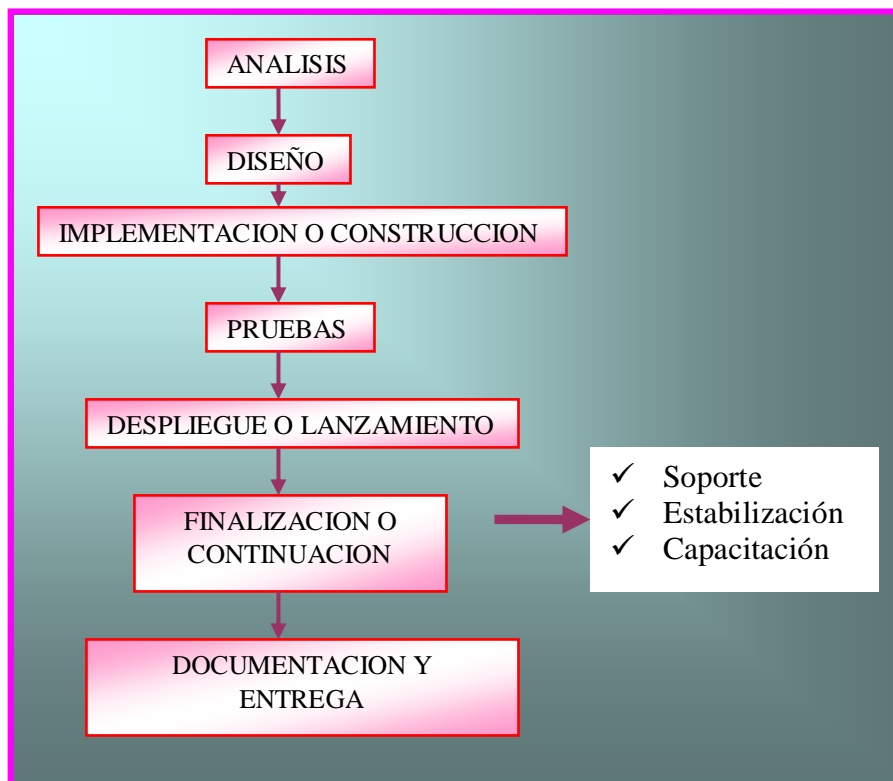 ANALISIS
DISEÑO
IMPLEMENTACION O CONSTRUCCION
PRUEBAS
DESPLIEGUE O LANZAMIENTO
FINALIZACION O
CONTINUACION
✓ Soporte
✓ Estabilización
✓ Capacitación
DOCUMENTACION Y
ENTREGA